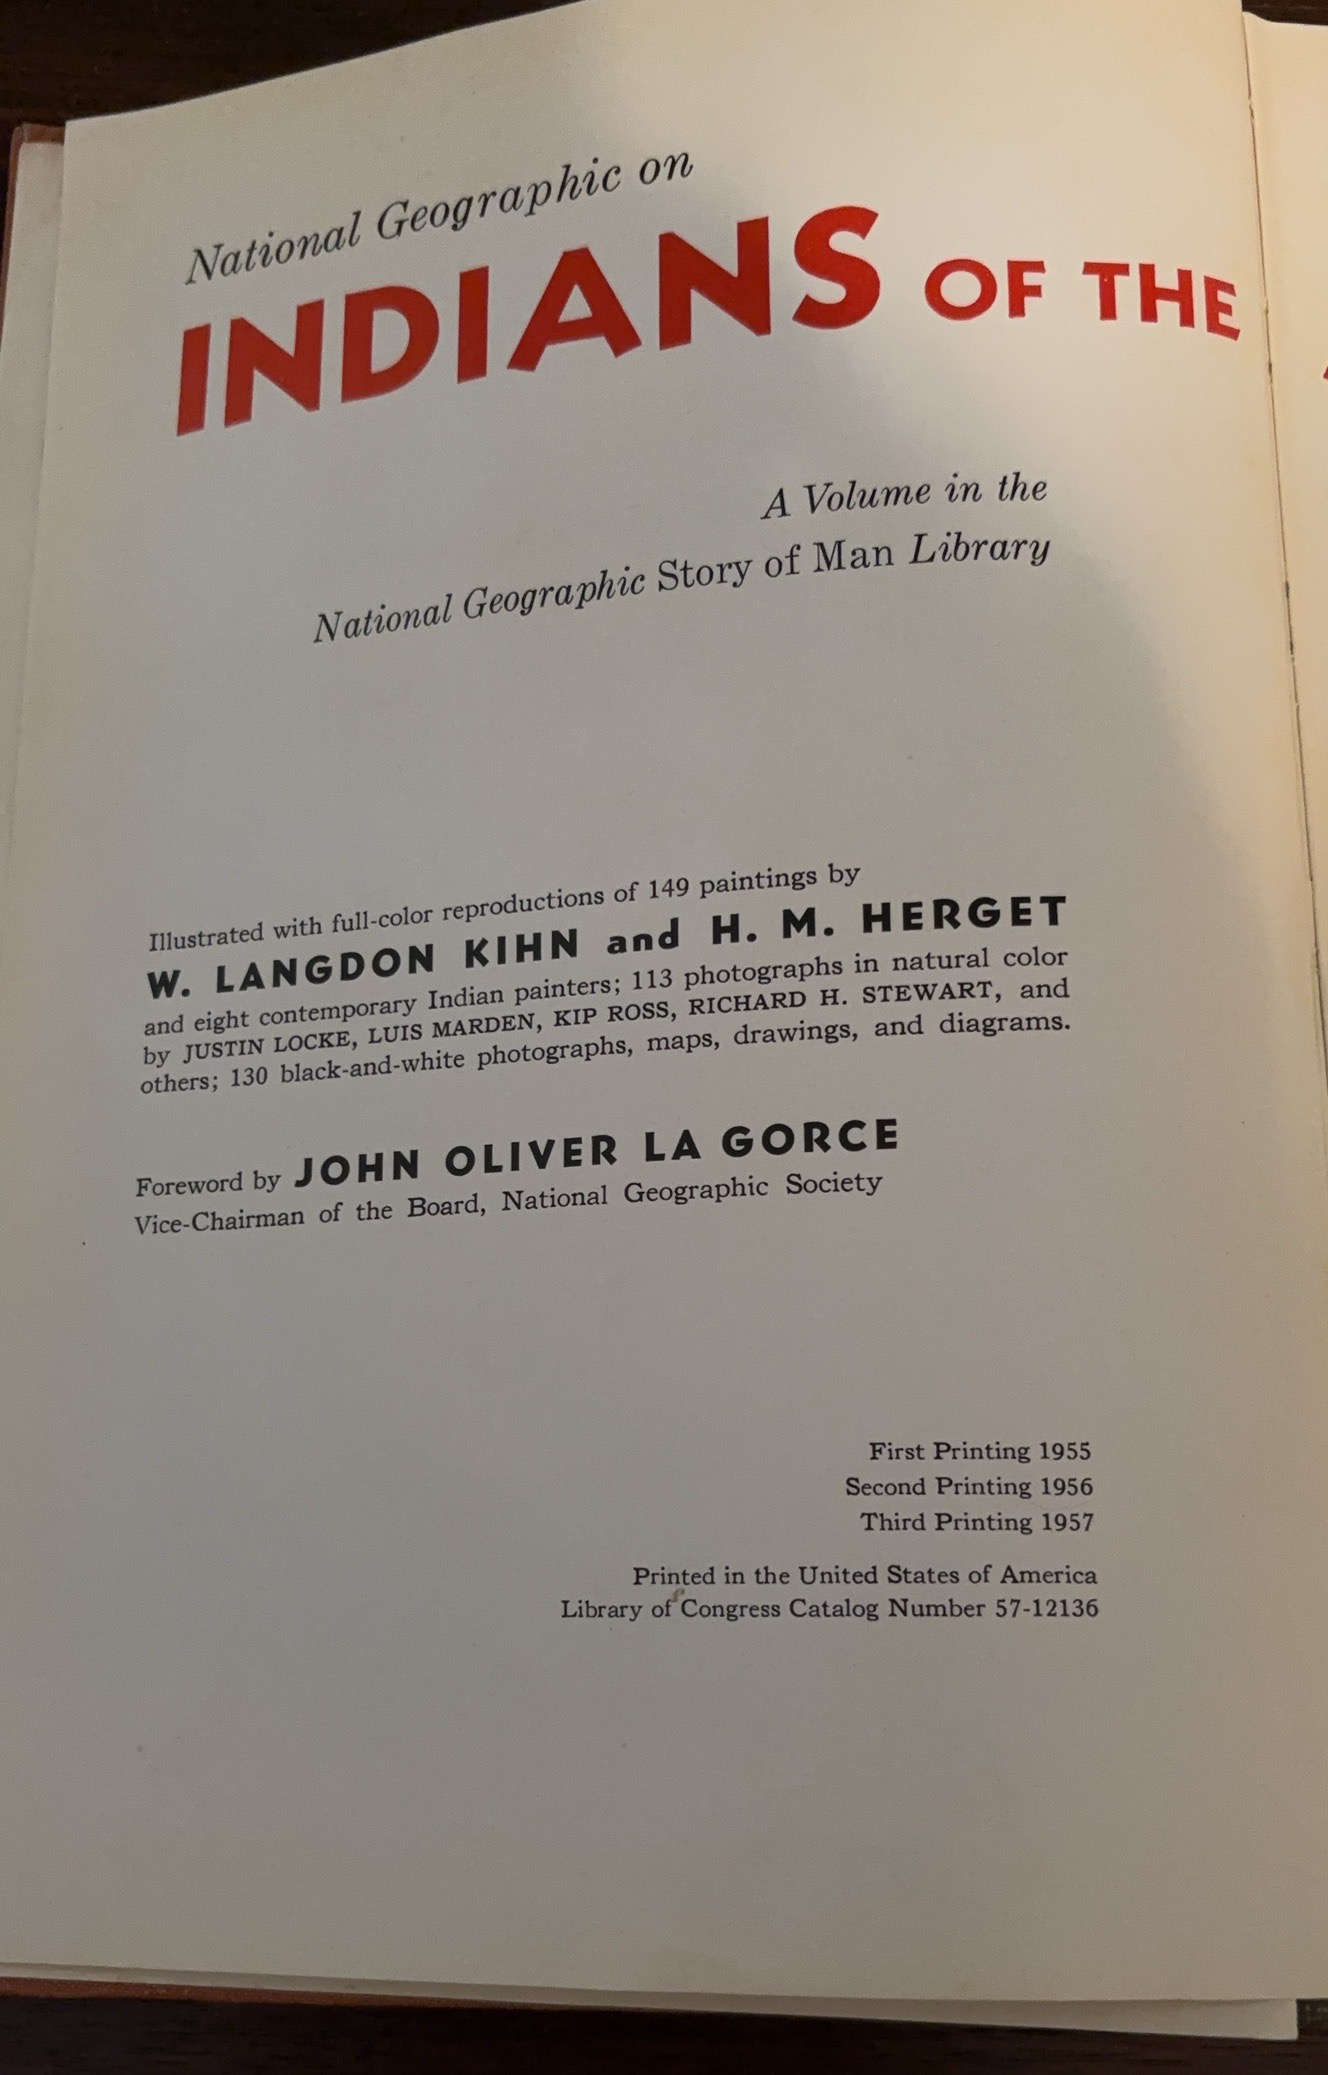 National Geographic on
INDIANS OF THE
A Volume in the
National Geographic Story of Man Library
Illustrated with full-color reproductions of 149 paintings by
W. LANGDON KIHN and H. M. HERGET
and eight contemporary Indian painters; 113 photographs in natural color
by JUSTIN LOCKE, LUIS MARDEN, KIP ROSS, RICHARD H. STEWART, and
others; 130 black-and-white photographs, maps, drawings, and diagrams.
Foreword by JOHN OLIVER LA GORCE
Vice-Chairman of the Board, National Geographic Society
First Printing 1955
Second Printing 1956
Third Printing 1957
Printed in the United States of America
Library of Congress Catalog Number 57-12136